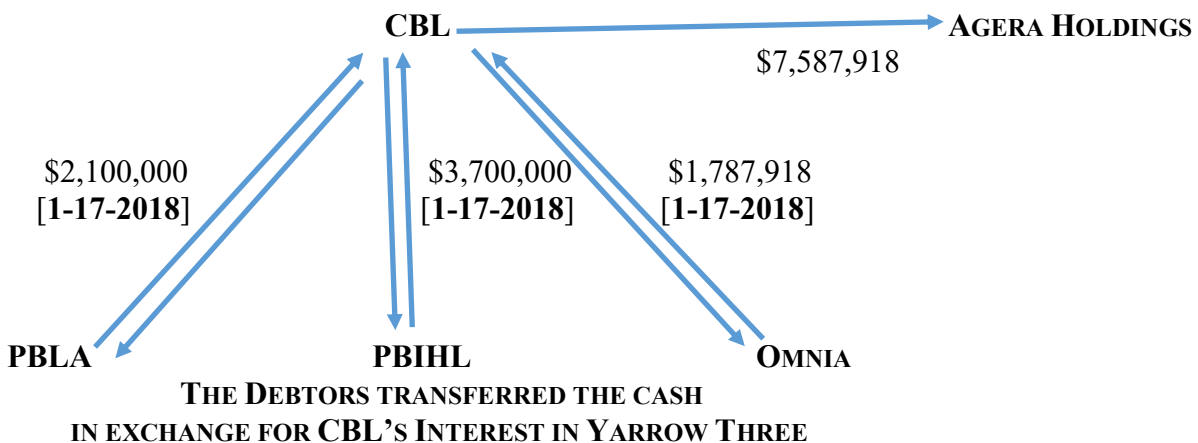 CBL
AGERA HOLDINGS
$7,587,918
$2,100,000
[1-17-2018]
$3,700,000
[1-17-2018]
$1,787,918
[1-17-2018]
PBLA
PBIHL
OMNIA
THE DEBTORS TRANSFERRED THE CASH
IN EXCHANGE FOR CBL'S INTEREST IN YARROW THREE